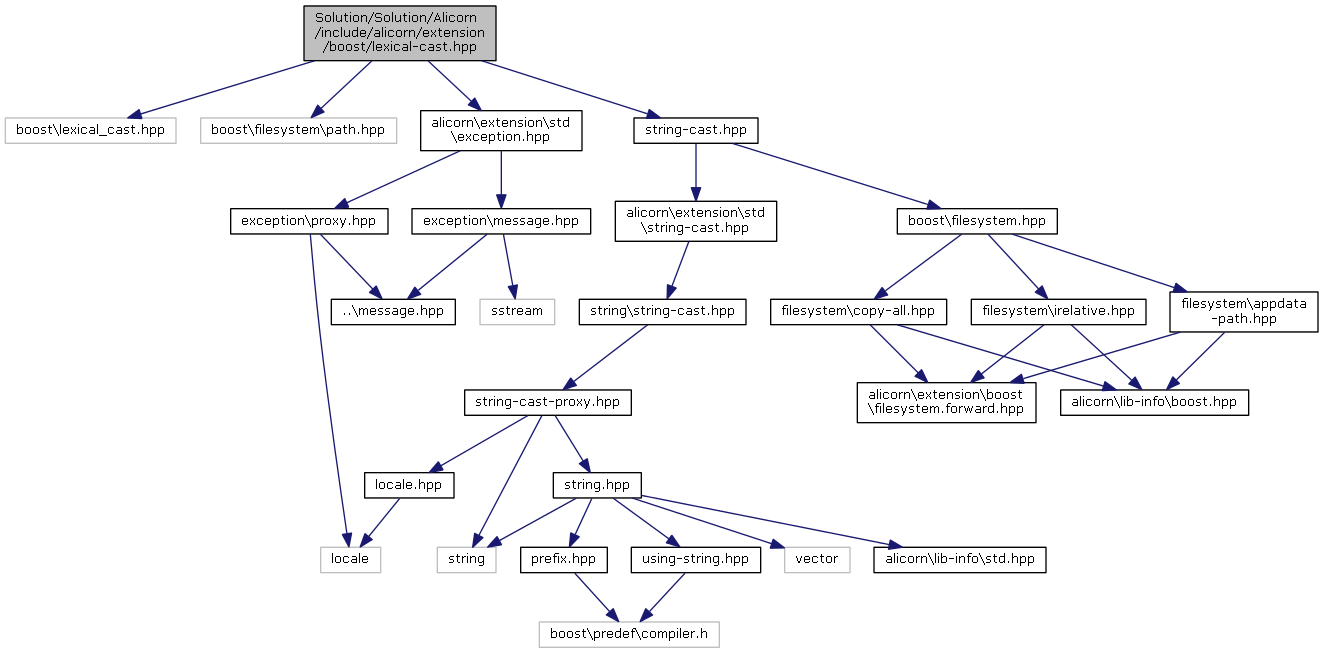 Solution/Solution/Alicorn
/include/alicorn/extension
/boost/lexical-cast.hpp
boost\lexical_cast.hpp
boost\filesystem\path.hpp
alicorn\extension\std
\exception.hpp
string-cast.hpp
exception\proxy.hpp
exception\message.hpp
alicorn\extension\std
\string-cast.hpp
boost\filesystem.hpp
..\message.hpp
sstream
string\string-cast.hpp
filesystem\copy-all.hpp
filesystem\irelative.hpp
filesystem\appdata
-path.hpp
string-cast-proxy.hpp
alicorn\extension\boost
\filesystem.forward.hpp
alicorn\lib-info\boost.hpp
locale.hpp
string.hpp
locale
string
prefix.hpp
using-string.hpp
vector
alicorn\lib-info\std.hpp
boost\predef\compiler.h